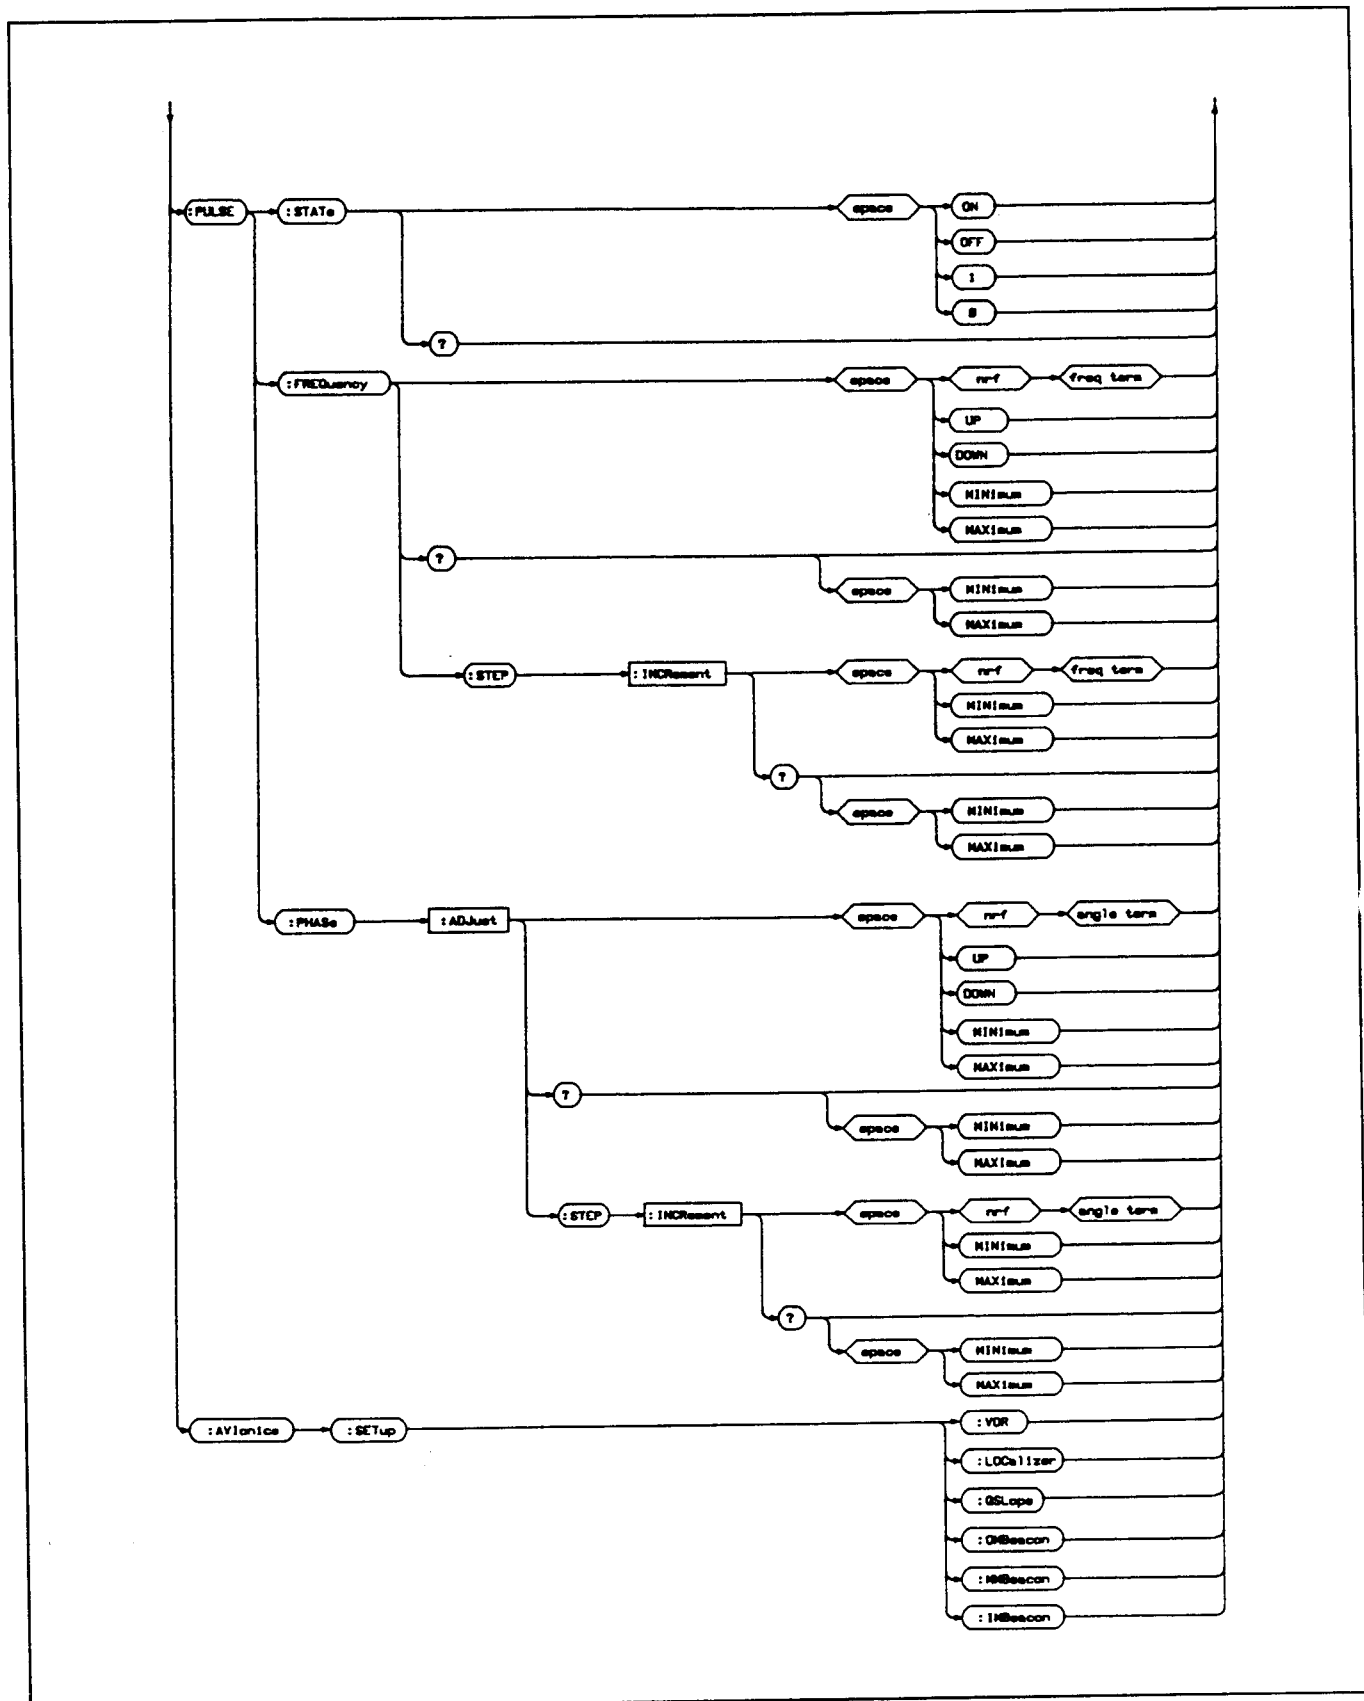 :PULSE :STATe space ON
OFF
1
0
?
:FREQuency space nrf freq term
UP
DOWN
MINimum
MAXimum
?
space MINimum
MAXimum
:STEP :INCRement space nrf freq term
MINimum
MAXimum
?
space MINimum
MAXimum
:PHASe :ADJust space nrf angle term
UP
DOWN
MINimum
MAXimum
?
space MINimum
MAXimum
:STEP :INCRement space nrf angle term
MINimum
MAXimum
?
space MINimum
MAXimum
:AVIonics :SETup :VOR
:LOCalizer
:GSLope
:OMBeacon
:MMBeacon
:IMBeacon